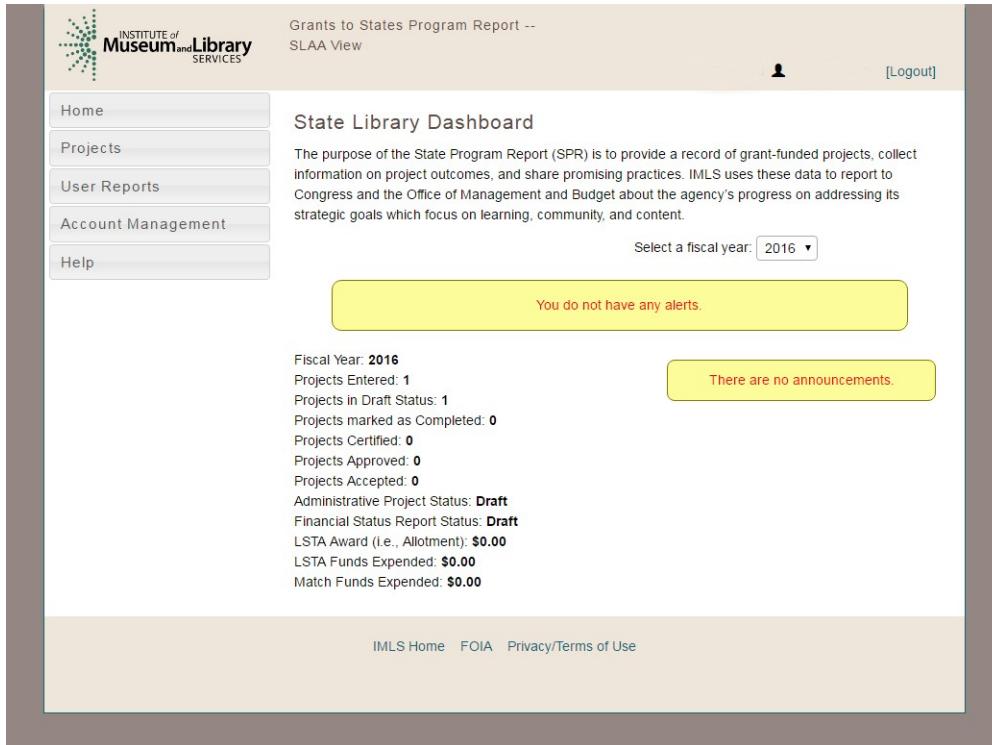 INSTITUTE of
Museum and Library
SERVICES
Grants to States Program Report --
SLAA View
[Logout]
Home
Projects
User Reports
Account Management
Help
State Library Dashboard
The purpose of the State Program Report (SPR) is to provide a record of grant-funded projects, collect
information on project outcomes, and share promising practices. IMLS uses these data to report to
Congress and the Office of Management and Budget about the agency's progress on addressing its
strategic goals which focus on learning, community, and content.
Select a fiscal year: 2016
You do not have any alerts.
Fiscal Year: 2016
Projects Entered: 1
Projects in Draft Status: 1
Projects marked as Completed: 0
Projects Certified: 0
Projects Approved: 0
Projects Accepted: 0
Administrative Project Status: Draft
Financial Status Report Status: Draft
LSTA Award (i.e., Allotment): $0.00
LSTA Funds Expended: $0.00
Match Funds Expended: $0.00
There are no announcements.
IMLS Home FOIA Privacy/Terms of Use